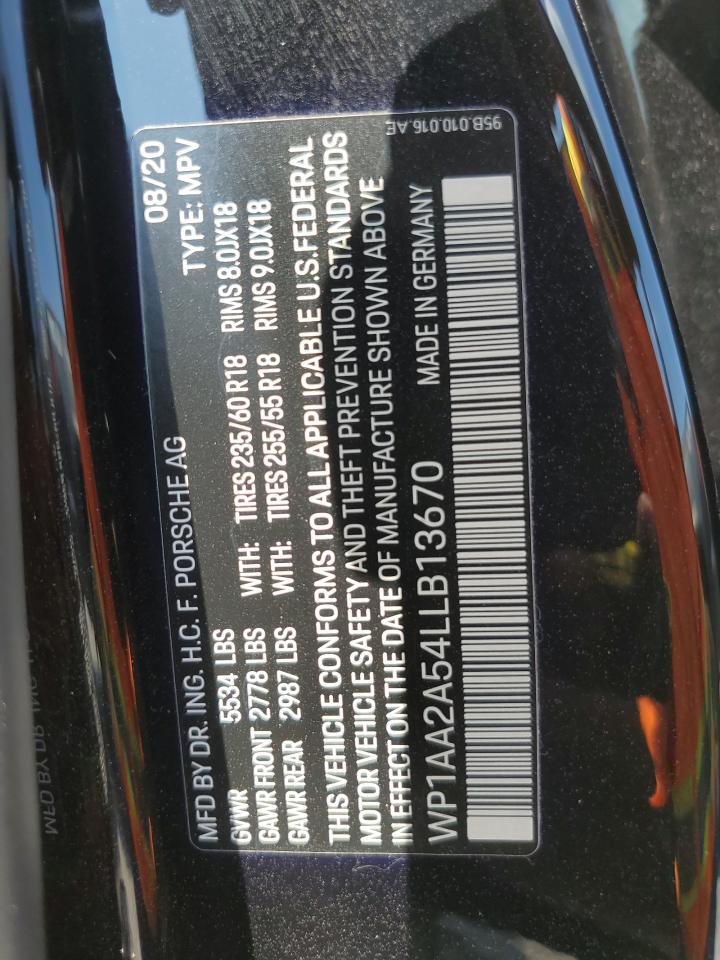 MFD BY DR. ING. H.C. F. PORSCHE AG 08/20
TYPE: MPV
GVWR 5534 LBS
GAWR FRONT 2778 LBS WITH: TIRES 235/60 R18 RIMS 8.0JX18
GAWR REAR 2987 LBS WITH: TIRES 255/55 R18 RIMS 9.0JX18
THIS VEHICLE CONFORMS TO ALL APPLICABLE U.S. FEDERAL
MOTOR VEHICLE SAFETY AND THEFT PREVENTION STANDARDS
IN EFFECT ON THE DATE OF MANUFACTURE SHOWN ABOVE
WP1AA2A54LLB13670 MADE IN GERMANY
95B.010.016.AE